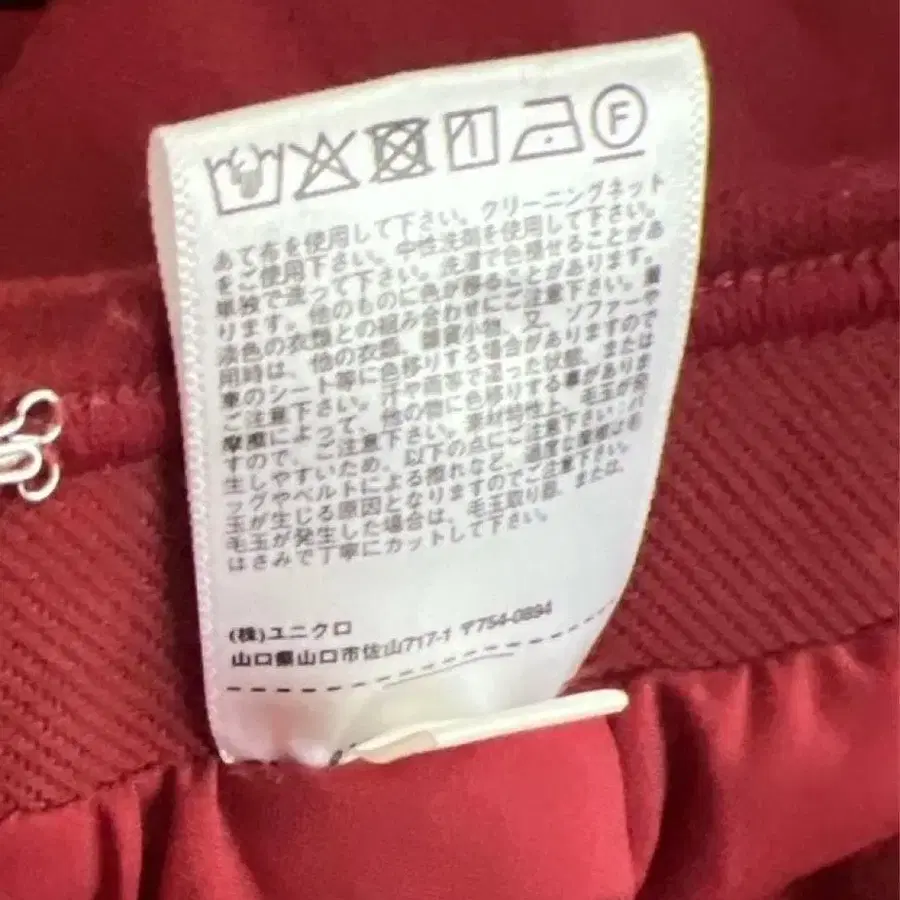 F
あて布を使用して下さい。クリーニングネット
をご使用下さい。中性洗剤を使用して下さい。
単独で洗って下さい。洗濯で色褪せることがあ
ります。他のものに色が移ることがあります。
淡色の衣類との組み合わせにご注意下さい。着
用時は、他の衣類、雑貨小物、又、ソファーや
車のシート等に色移りする場合がありますので
ご注意下さい。汗や雨等で湿った状態、または
摩擦によって、他の物に色移りする事がありま
すので、ご注意下さい。素材特性上、毛玉が発
生しやすいため、以下の点にご注意下さい：バ
ッグやベルトによる擦れなど、過度な摩擦は毛
玉が生じる原因となりますのでご注意下さい。
毛玉が発生した場合は、毛玉取り器、または、
はさみで丁寧にカットして下さい。
(株)ユニクロ
山口県山口市佐山717-1 〒754-0894